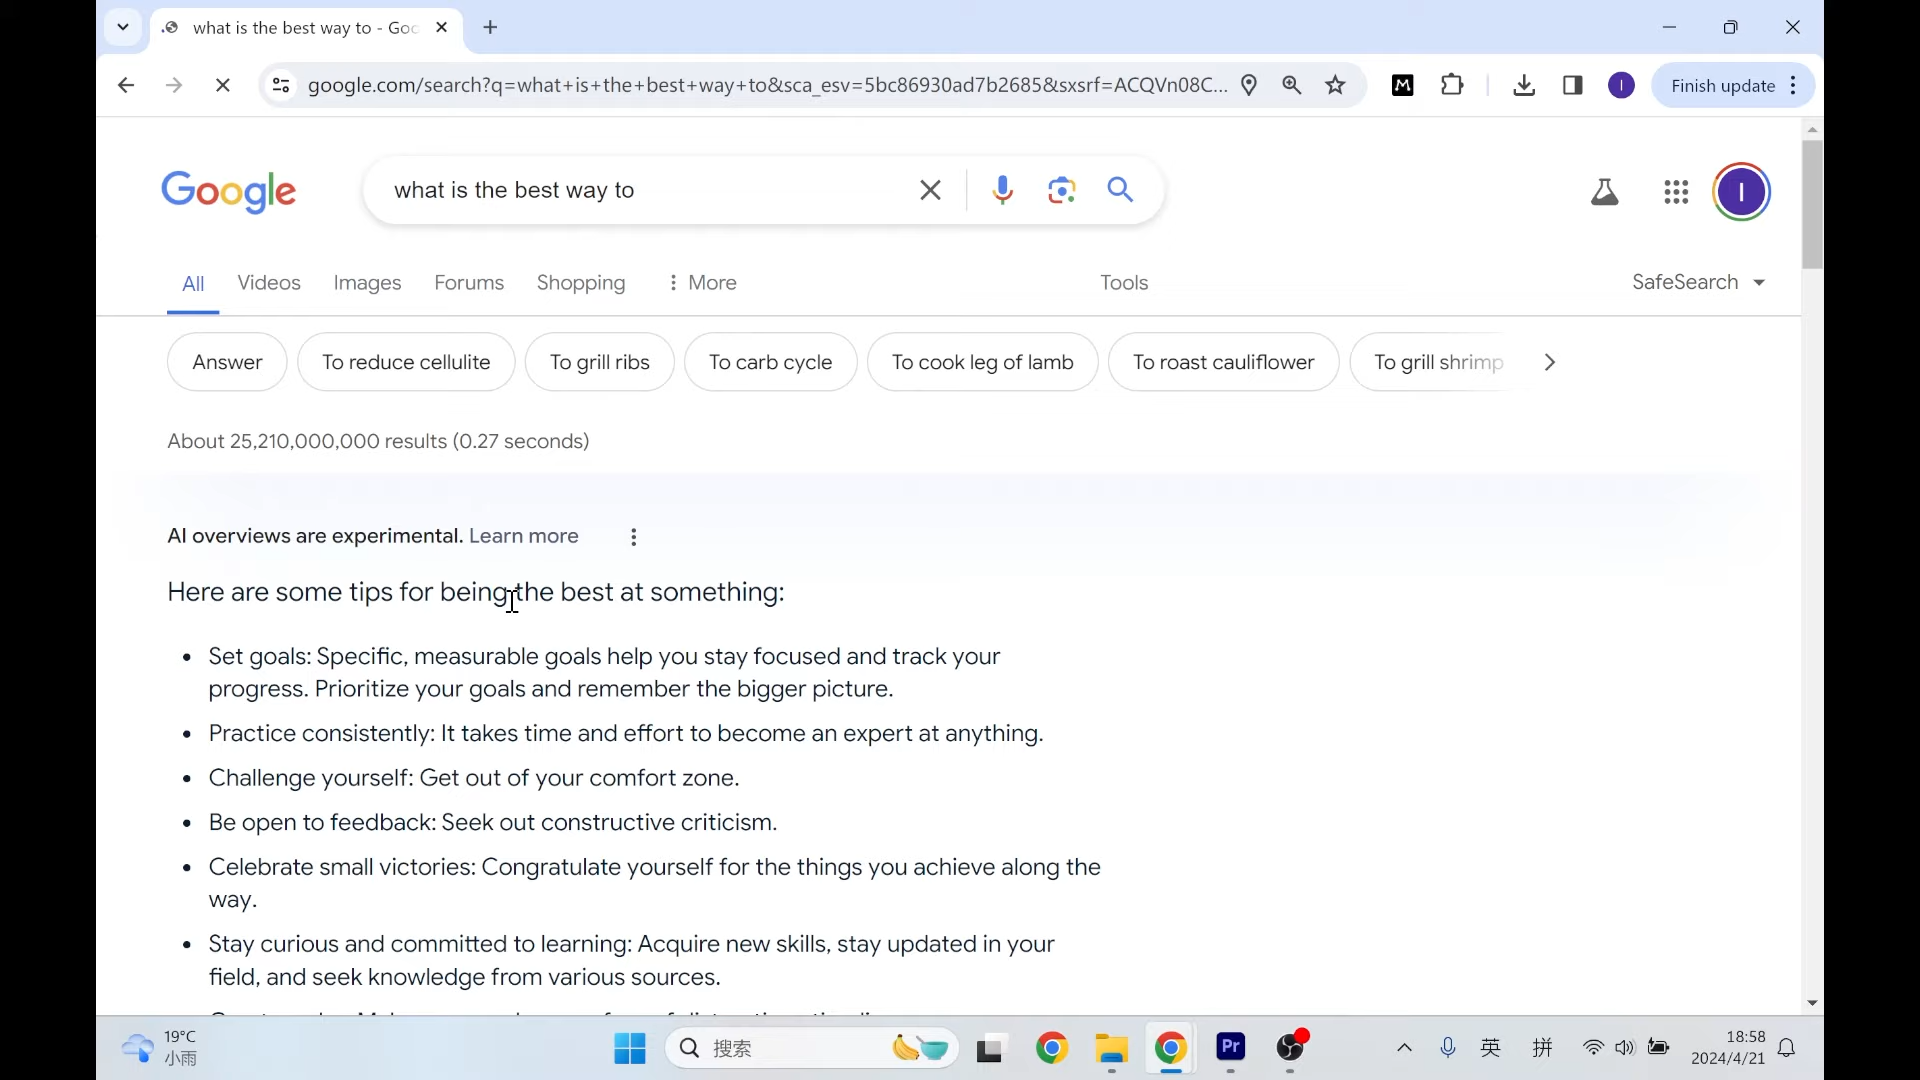 what is the best way to - Goo
google.com/search?q=what+is+the+best+way+to&sca_esv=5bc86930ad7b2685&sxsrf=ACQVn08C...
Finish update
Google
what is the best way to
All Videos Images Forums Shopping More Tools SafeSearch
Answer To reduce cellulite To grill ribs To carb cycle To cook leg of lamb To roast cauliflower To grill shrimp
About 25,210,000,000 results (0.27 seconds)
AI overviews are experimental. Learn more
Here are some tips for being the best at something:
• Set goals: Specific, measurable goals help you stay focused and track your
progress. Prioritize your goals and remember the bigger picture.
• Practice consistently: It takes time and effort to become an expert at anything.
• Challenge yourself: Get out of your comfort zone.
• Be open to feedback: Seek out constructive criticism.
• Celebrate small victories: Congratulate yourself for the things you achieve along the
way.
• Stay curious and committed to learning: Acquire new skills, stay updated in your
field, and seek knowledge from various sources.
19°C
小雨
搜索
Pr
英 拼
18:58
2024/4/21